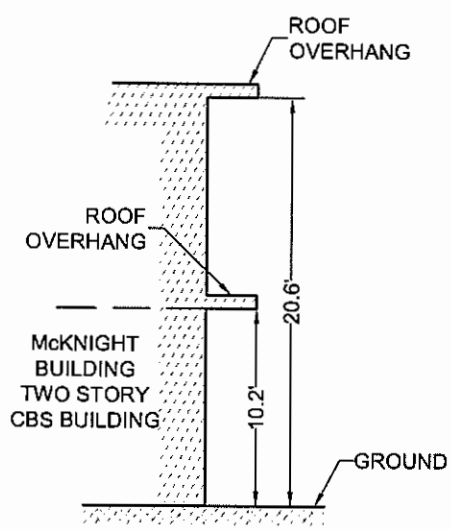 ROOF
OVERHANG
ROOF
OVERHANG
20.6'
McKNIGHT
BUILDING
TWO STORY
CBS BUILDING
10.2'
GROUND